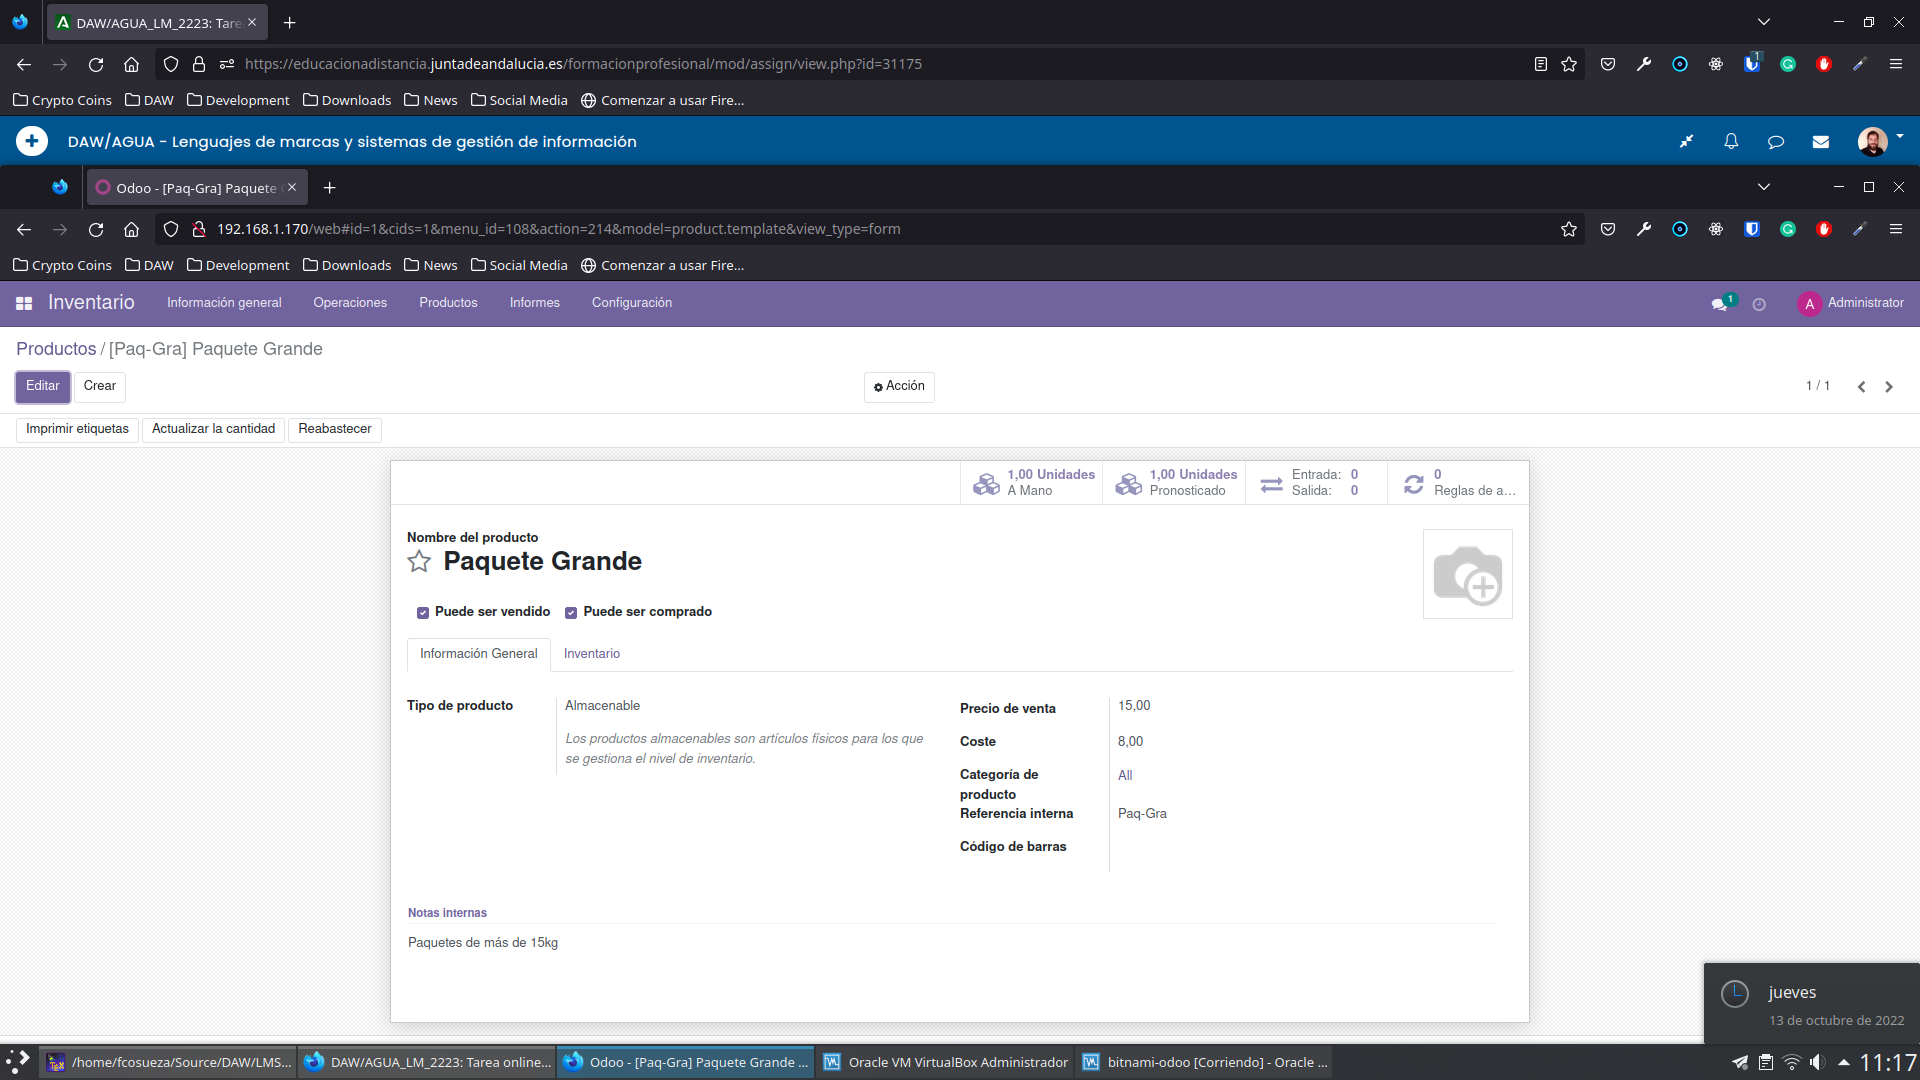 DAW/AGUA_LM_2223: Tare
https://educacionadistancia.juntadeandalucia.es/formacionprofesional/mod/assign/view.php?id=31175
1
Crypto Coins DAW Development Downloads News Social Media Comenzar a usar Fire...
DAW/AGUA - Lenguajes de marcas y sistemas de gestión de información
Odoo - [Paq-Gra] Paquete
192.168.1.170/web#id=1&cids=1&menu_id=108&action=214&model=product.template&view_type=form
Crypto Coins DAW Development Downloads News Social Media Comenzar a usar Fire...
Inventario Información general Operaciones Productos Informes Configuración 1 A Administrator
Productos / [Paq-Gra] Paquete Grande
Editar Crear Acción 1 / 1
Imprimir etiquetas Actualizar la cantidad Reabastecer
1,00 Unidades 1,00 Unidades Entrada: 0 0
A Mano Pronosticado Salida: 0 Reglas de a...
Nombre del producto
Paquete Grande
Puede ser vendido Puede ser comprado
Información General Inventario
Tipo de producto Almacenable
Los productos almacenables son artículos físicos para los que
se gestiona el nivel de inventario.
Precio de venta 15,00
Coste 8,00
Categoría de All
producto
Referencia interna Paq-Gra
Código de barras
Notas internas
Paquetes de más de 15kg
jueves
13 de octubre de 2022
/home/fcosueza/Source/DAW/LMS... DAW/AGUA_LM_2223: Tarea online... Odoo - [Paq-Gra] Paquete Grande ... Oracle VM VirtualBox Administrador bitnami-odoo [Corriendo] - Oracle ... 11:17